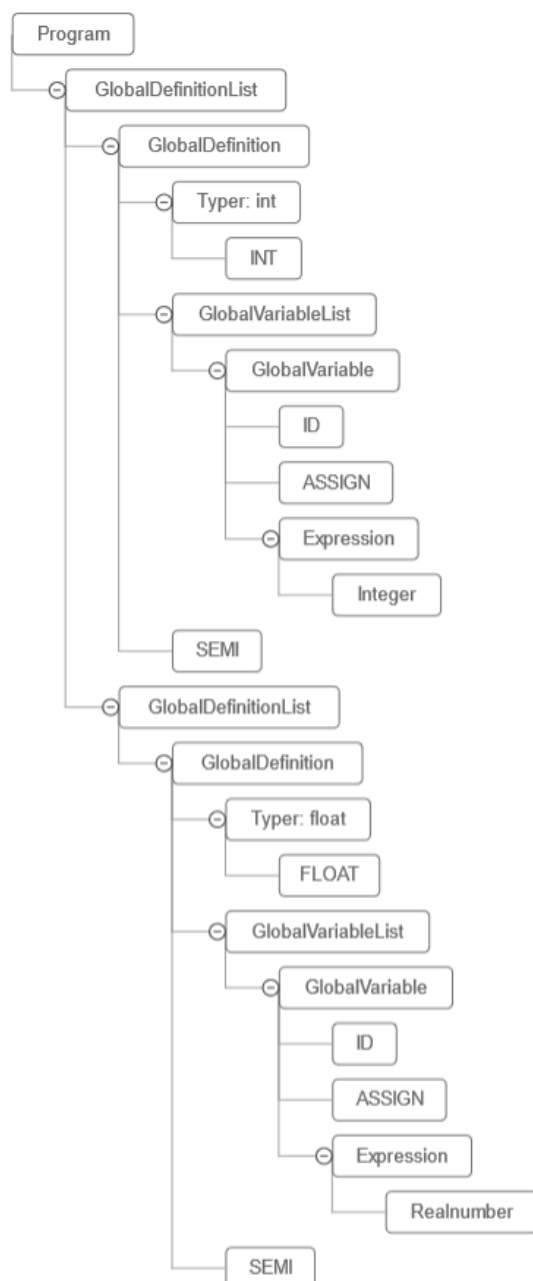 Program
GlobalDefinitionList
GlobalDefinition
Typer: int
INT
GlobalVariableList
GlobalVariable
ID
ASSIGN
Expression
Integer
SEMI
GlobalDefinitionList
GlobalDefinition
Typer: float
FLOAT
GlobalVariableList
GlobalVariable
ID
ASSIGN
Expression
Realnumber
SEMI